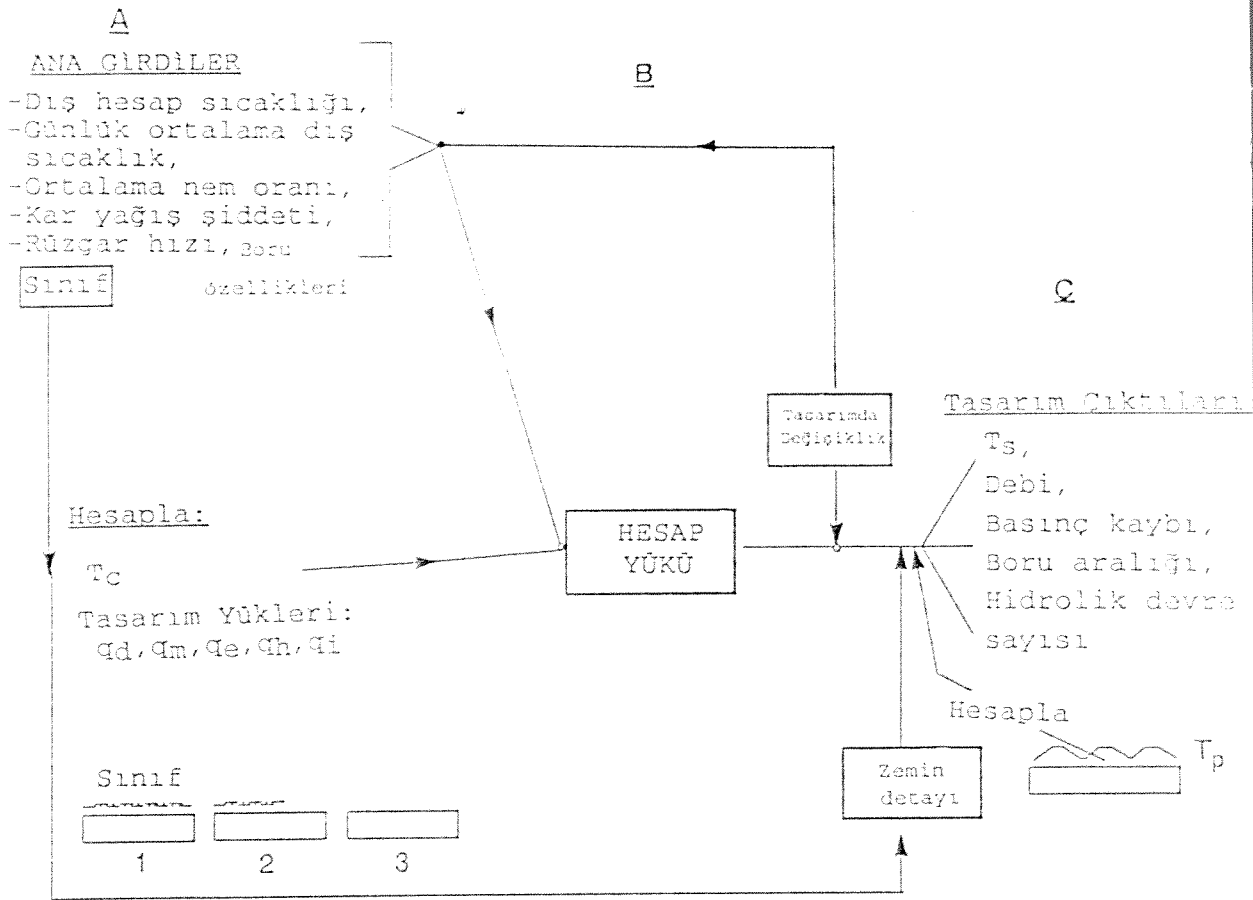 A
ANA GİRDİLER
-Dış hesap sıcaklığı,
-Günlük ortalama dış
sıcaklık,
-Ortalama nem oranı,
-Kar yağış şiddeti,
-Rüzgar hızı, Boru
özellikleri
Sınıf
B
C
Tasarımda
Değişiklik
Tasarım Çıktıları
Ts,
Debi,
Basınç kaybı,
Boru aralığı,
Hidrolik devre
sayısı
Hesapla:
Tc
Tasarım Yükleri:
qd,qm,qe,qh,qi
HESAP
YÜKÜ
Hesapla
Tp
Zemin
detayı
Sınıf
1 2 3